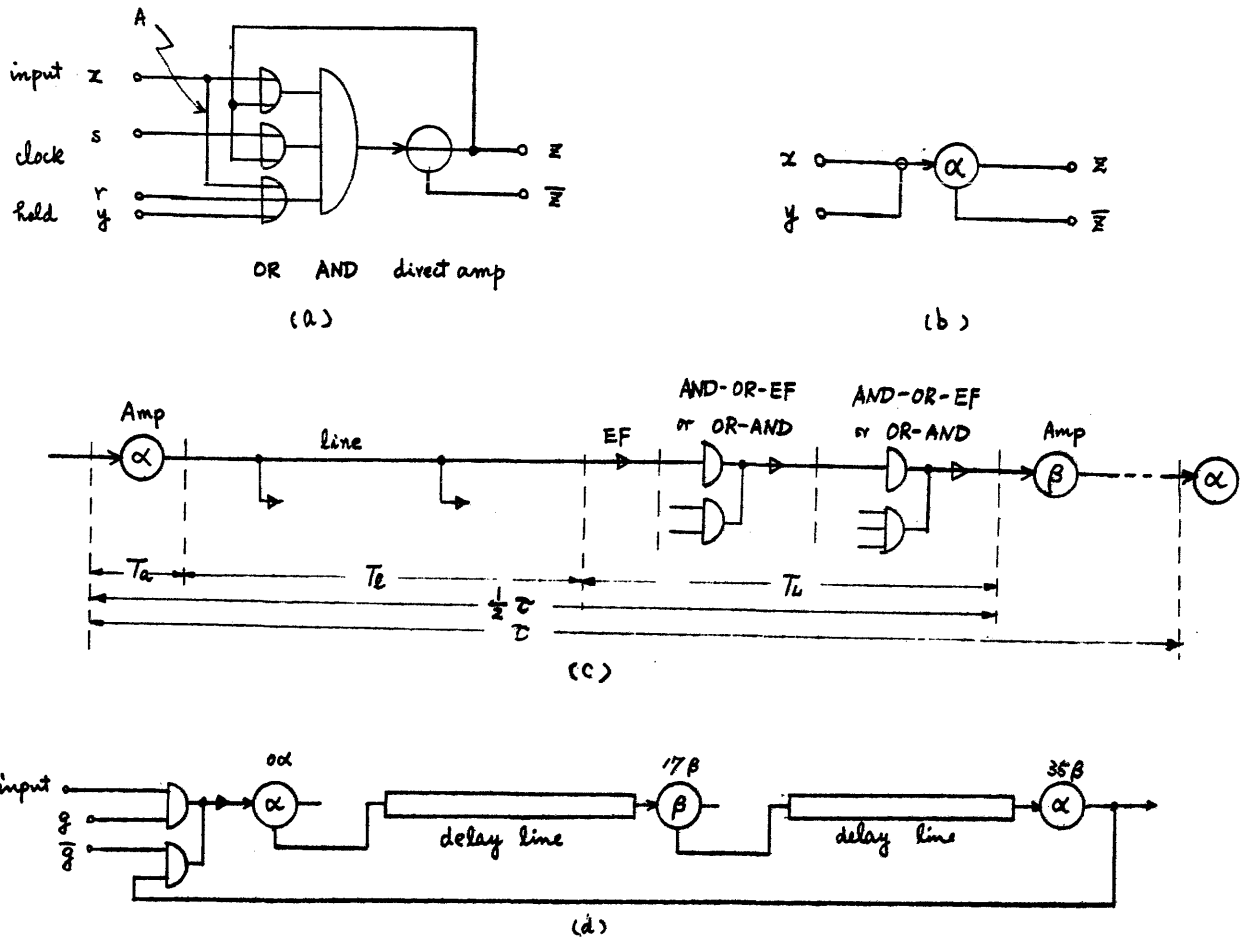 A
input x
s
clock
r
hold y
z
z̅
OR AND direct amp
(a)
x
y
α
z
z̅
(b)
AND-OR-EF
or OR-AND
AND-OR-EF
or OR-AND
Amp
α
line
EF
Amp
β
α
Ta
Tℓ
TL
½ τ
τ
(c)
input
g
g̅
0α
α
17β
β
35β
α
delay line
delay line
(d)